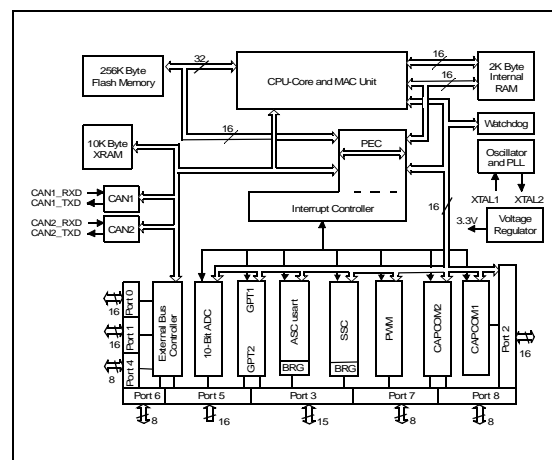 256K Byte
Flash Memory
32
CPU-Core and MAC Unit
16
16
2K Byte
Internal
RAM
Watchdog
Oscillator
and PLL
XTAL1
XTAL2
3.3V
Voltage
Regulator
10K Byte
XRAM
16
PEC
Interrupt Controller
16
CAN1_RXD
CAN1_TXD
CAN1
CAN2_RXD
CAN2_TXD
CAN2
Port 0
16
Port 1
16
Port 4
8
External Bus
Controller
10-Bit ADC
GPT1
GPT2
ASC usart
BRG
SSC
BRG
PWM
CAPCOM2
CAPCOM1
Port 2
16
Port 6
Port 5
Port 3
Port 7
Port 8
8
16
15
8
8